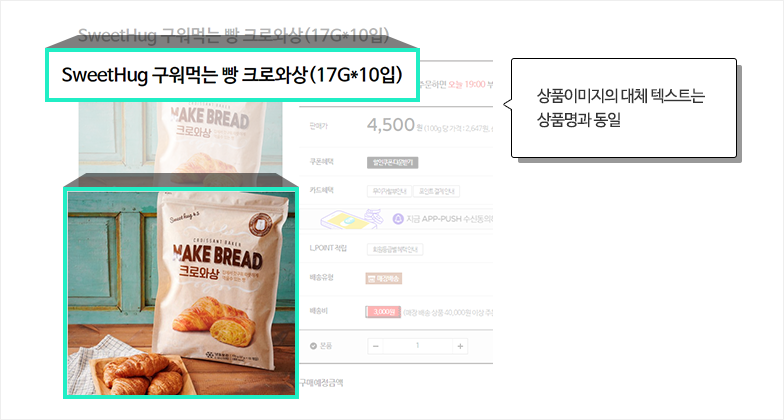 SweetHug 구워먹는 빵 크로와상(17G*10입)
SweetHug 구워먹는 빵 크로와상(17G*10입)
주문하면 오늘 19:00 부
상품이미지의 대체 텍스트는
상품명과 동일
MAKE BREAD
크로와상
판매가
4,500원 (100g당 가격 : 2,647원,
쿠폰혜택
할인쿠폰 다운받기
카드혜택
무이자할부안내
포인트 결제 안내
지금 APP-PUSH 수신동의
L.POINT 적립
회원등급별 혜택 안내
배송유형
매장배송
배송비
3,000원
(매장 배송 상품 40,000원 이상 주
본품
1
구매예정금액
Sweet hug
CROISSANT BAKER
MAKE BREAD
크로와상